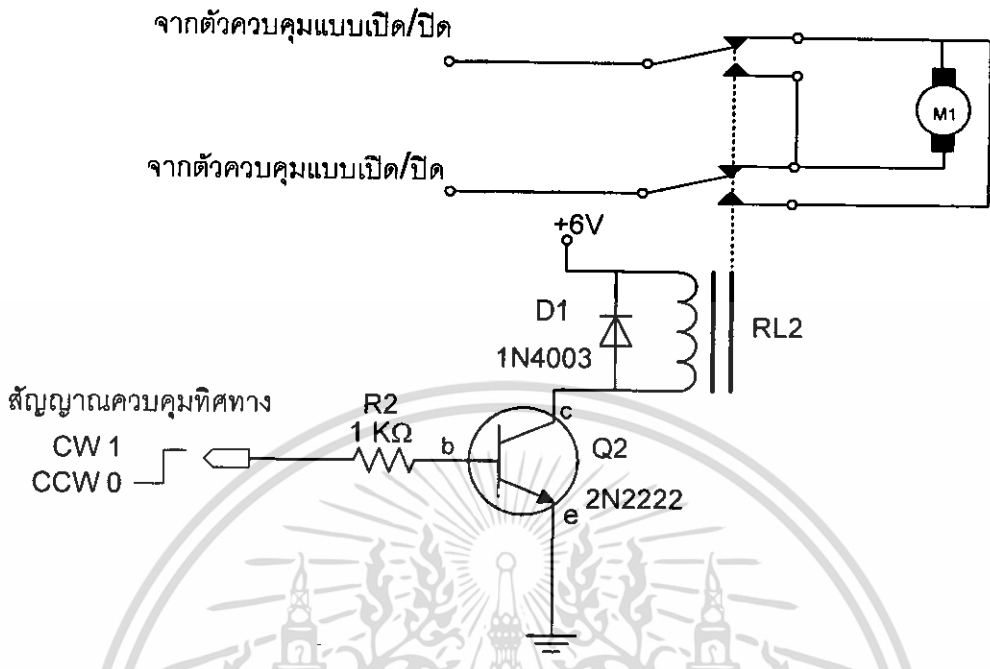 จากตัวควบคุมแบบเปิด/ปิด
M1
จากตัวควบคุมแบบเปิด/ปิด
+6V
D1
1N4003
RL2
สัญญาณควบคุมทิศทาง
CW 1
CCW 0
R2
1 KΩ
b
c
Q2
2N2222
e